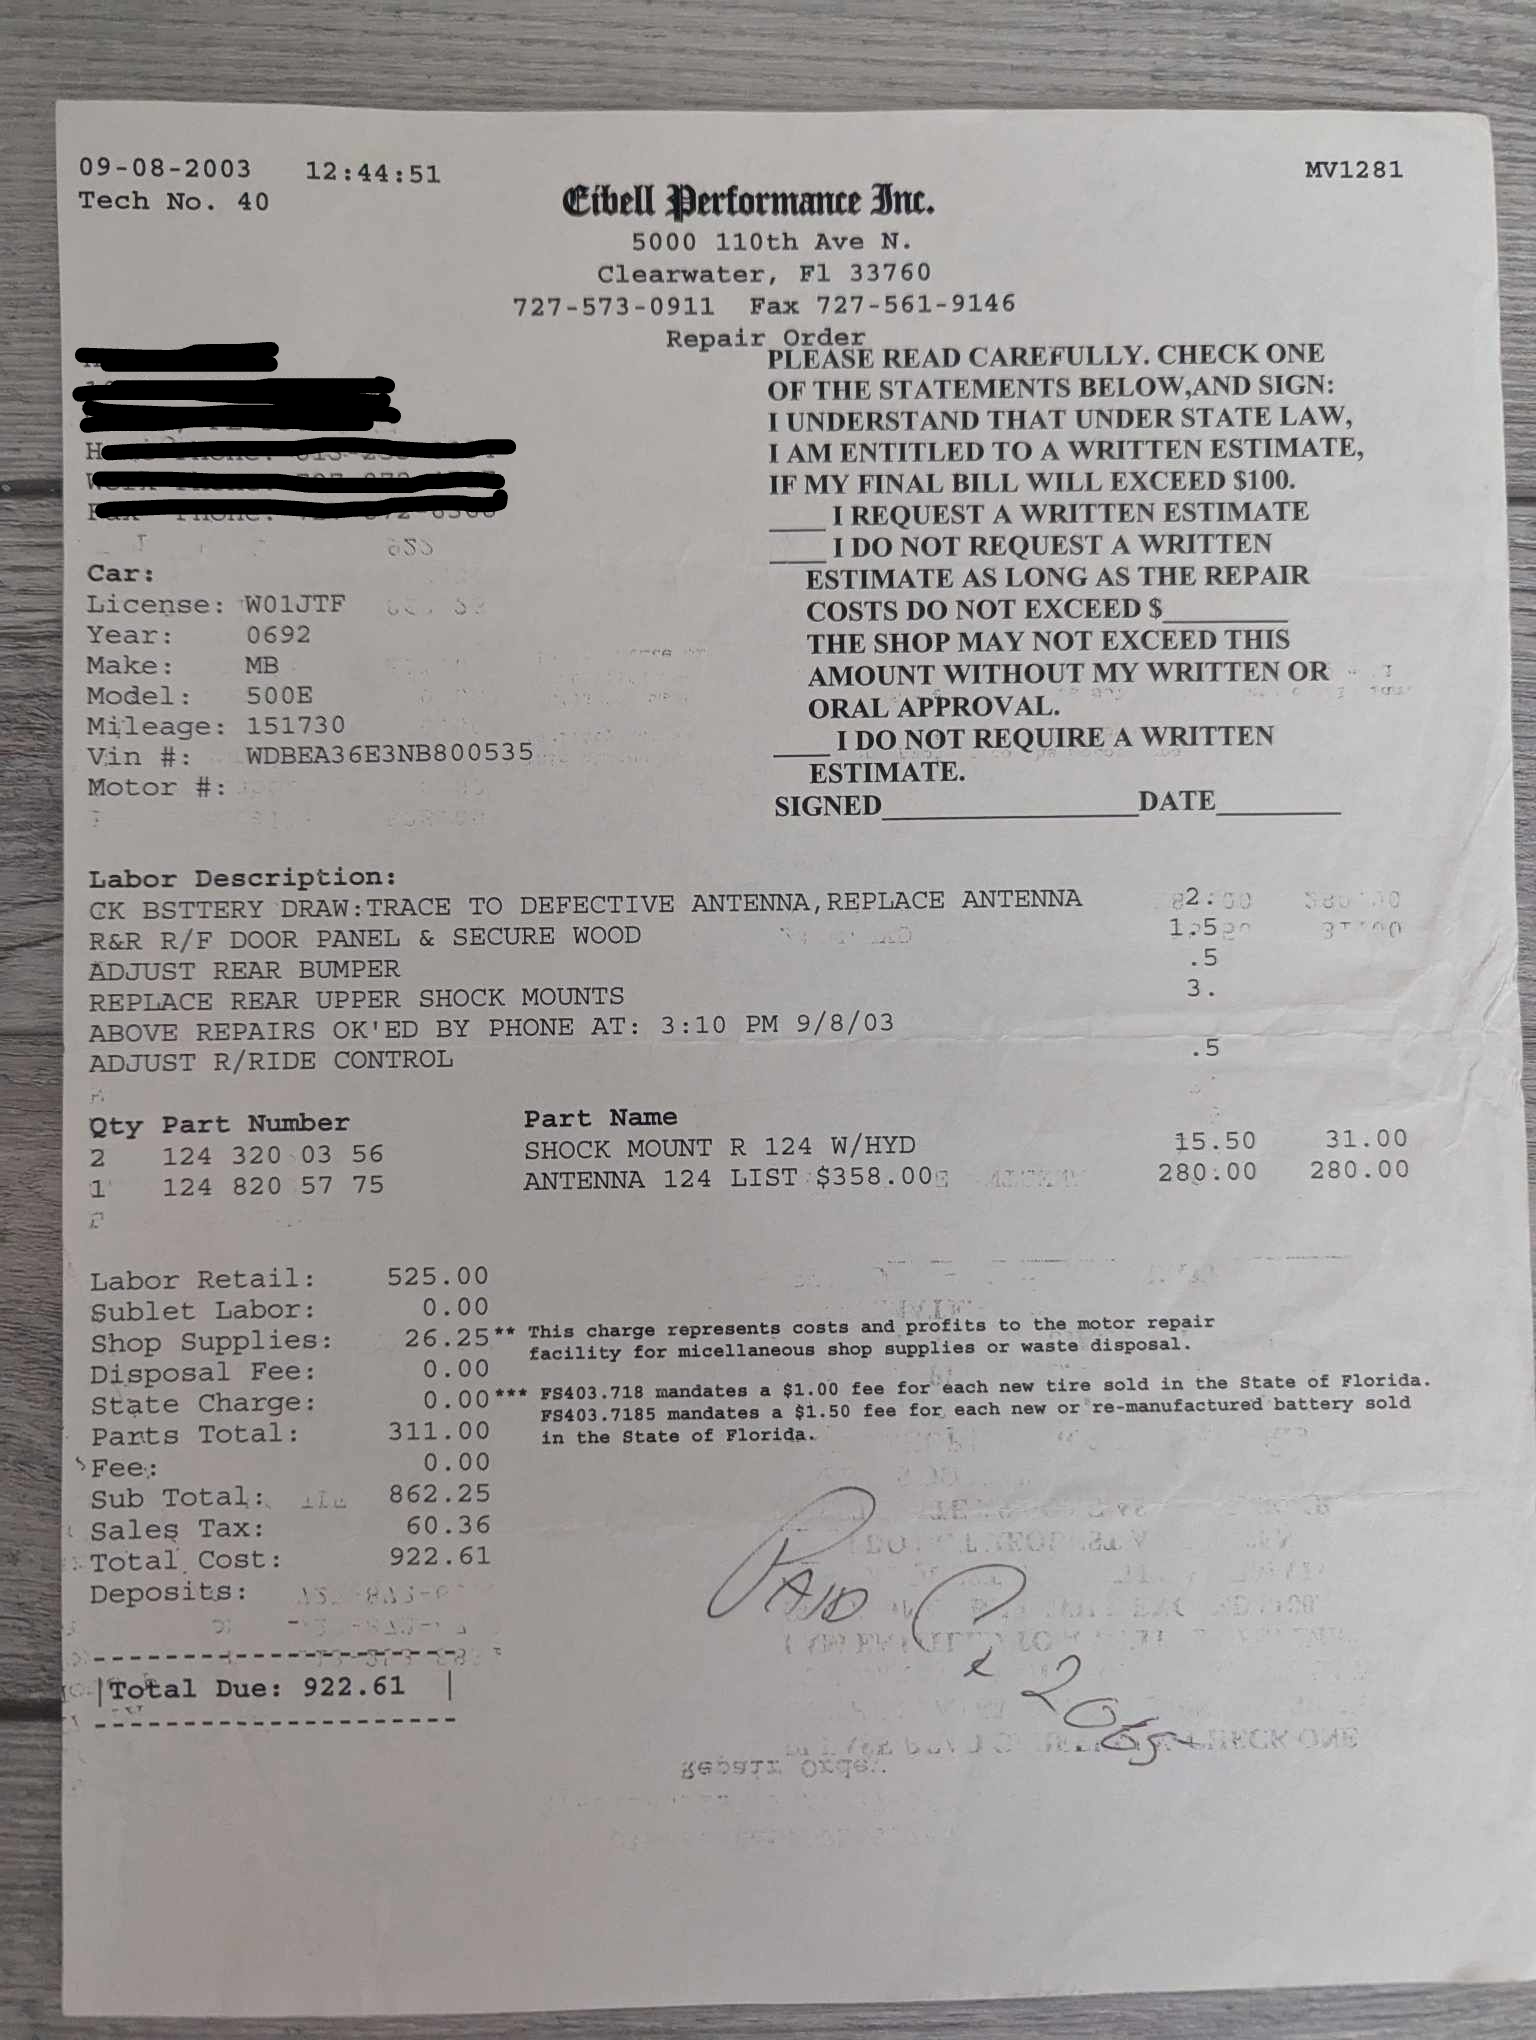 09-08-2003 12:44:51 MV1281
Tech No. 40
Eibell Performance Inc.
5000 110th Ave N.
Clearwater, Fl 33760
727-573-0911 Fax 727-561-9146
Repair Order
PLEASE READ CAREFULLY. CHECK ONE
OF THE STATEMENTS BELOW,AND SIGN:
I UNDERSTAND THAT UNDER STATE LAW,
I AM ENTITLED TO A WRITTEN ESTIMATE,
IF MY FINAL BILL WILL EXCEED $100.
____ I REQUEST A WRITTEN ESTIMATE
____ I DO NOT REQUEST A WRITTEN
ESTIMATE AS LONG AS THE REPAIR
COSTS DO NOT EXCEED $________
THE SHOP MAY NOT EXCEED THIS
AMOUNT WITHOUT MY WRITTEN OR
ORAL APPROVAL.
____ I DO NOT REQUIRE A WRITTEN
ESTIMATE.
SIGNED________________DATE________
Car:
License: W01JTF
Year: 0692
Make: MB
Model: 500E
Mileage: 151730
Vin #: WDBEA36E3NB800535
Motor #:
Labor Description:
CK BSTTERY DRAW:TRACE TO DEFECTIVE ANTENNA,REPLACE ANTENNA 2.
R&R R/F DOOR PANEL & SECURE WOOD 1.5
ADJUST REAR BUMPER .5
REPLACE REAR UPPER SHOCK MOUNTS 3.
ABOVE REPAIRS OK'ED BY PHONE AT: 3:10 PM 9/8/03
ADJUST R/RIDE CONTROL .5
Qty Part Number Part Name
2 124 320 03 56 SHOCK MOUNT R 124 W/HYD 15.50 31.00
1 124 820 57 75 ANTENNA 124 LIST $358.00 280.00 280.00
Labor Retail: 525.00
Sublet Labor: 0.00
Shop Supplies: 26.25** This charge represents costs and profits to the motor repair
facility for micellaneous shop supplies or waste disposal.
Disposal Fee: 0.00
State Charge: 0.00*** FS403.718 mandates a $1.00 fee for each new tire sold in the State of Florida.
FS403.7185 mandates a $1.50 fee for each new or re-manufactured battery sold
in the State of Florida.
Parts Total: 311.00
Fee: 0.00
Sub Total: 862.25
Sales Tax: 60.36
Total Cost: 922.61
Deposits:
Total Due: 922.61
PAID